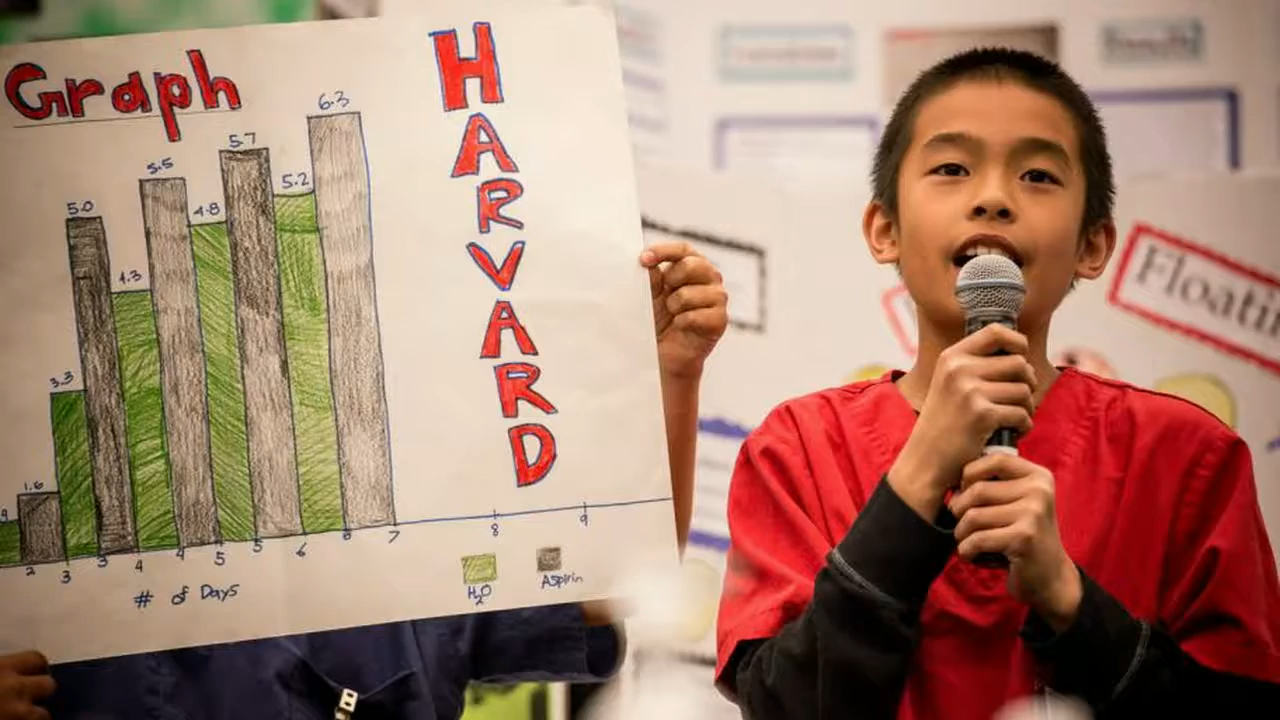 Graph
HARVARD
6.3
5.7
5.5
5.2
5.0
4.8
4.3
3.3
1.6
2 3 3 4 4 5 5 6 6 7 8 9
# of Days
H₂O Aspirin
Floatin